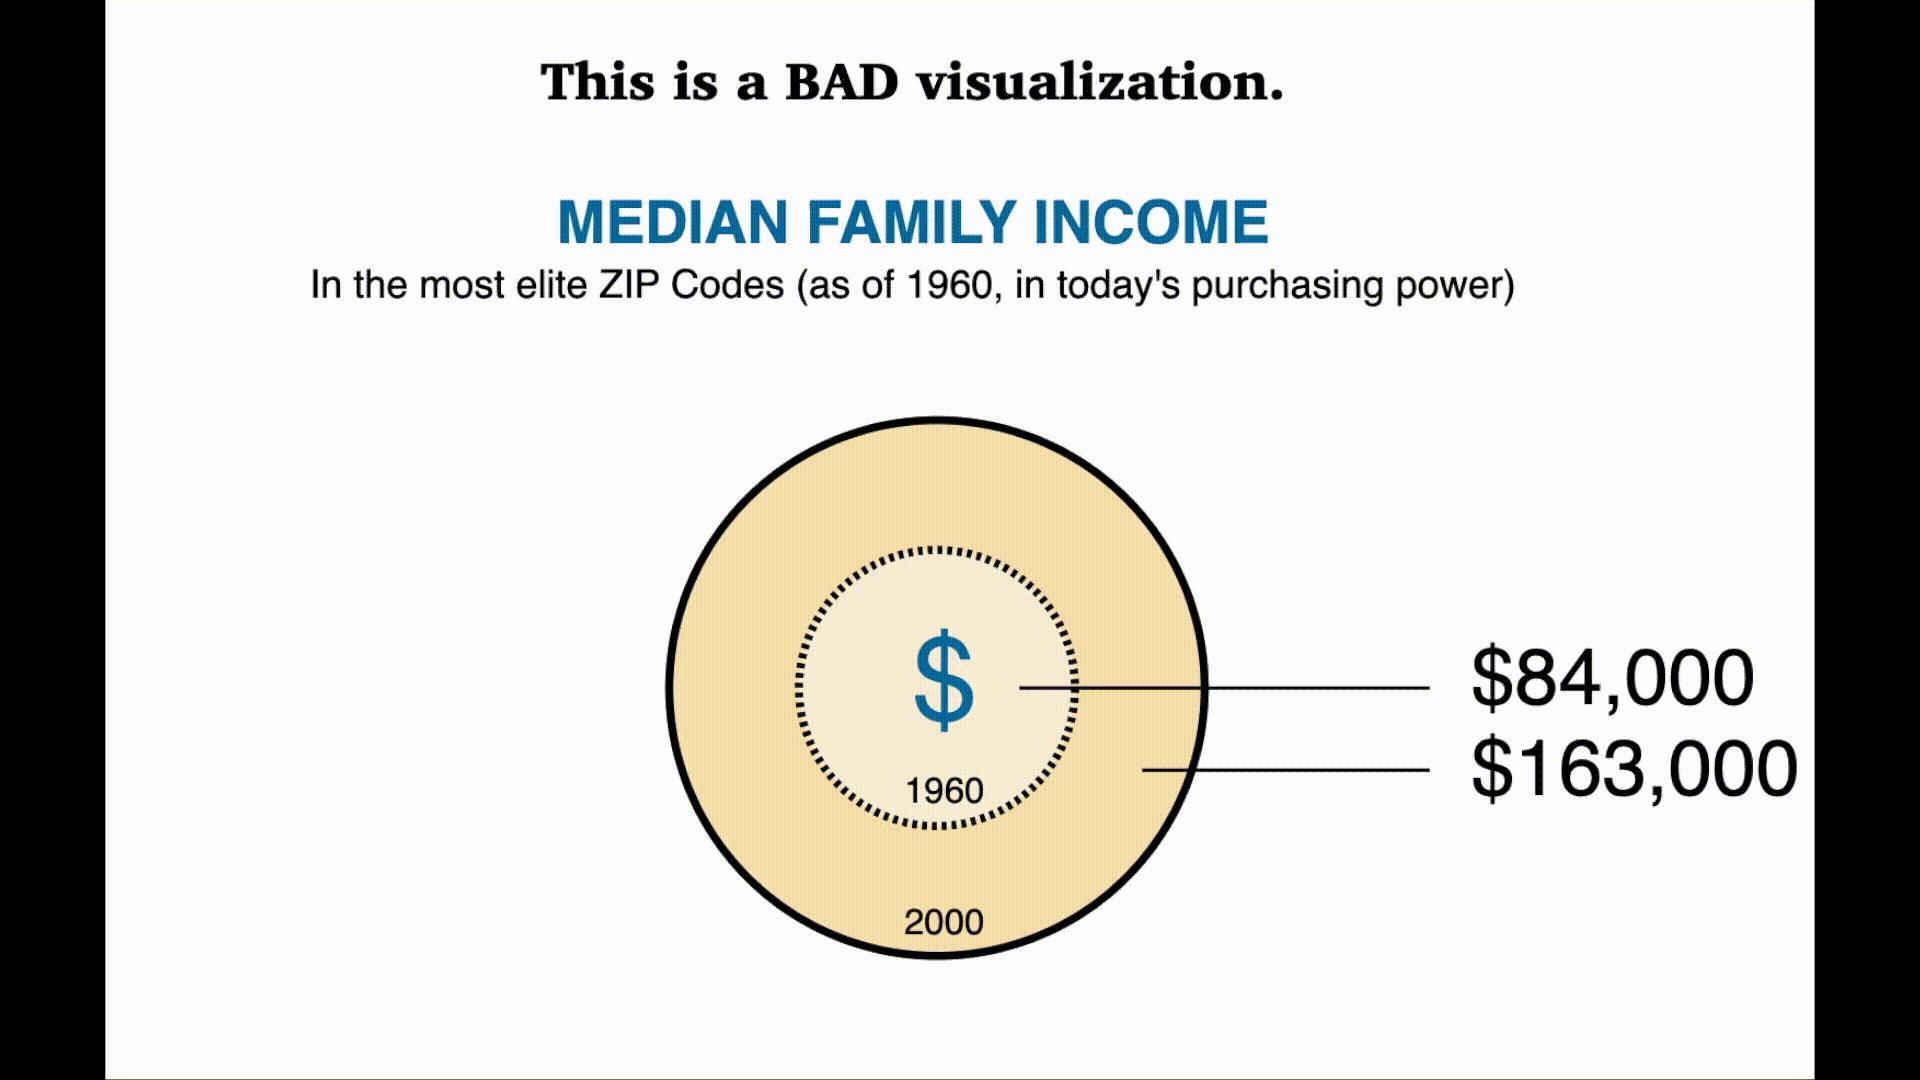 This is a BAD visualization.
MEDIAN FAMILY INCOME
In the most elite ZIP Codes (as of 1960, in today's purchasing power)
$
$84,000
$163,000
1960
2000